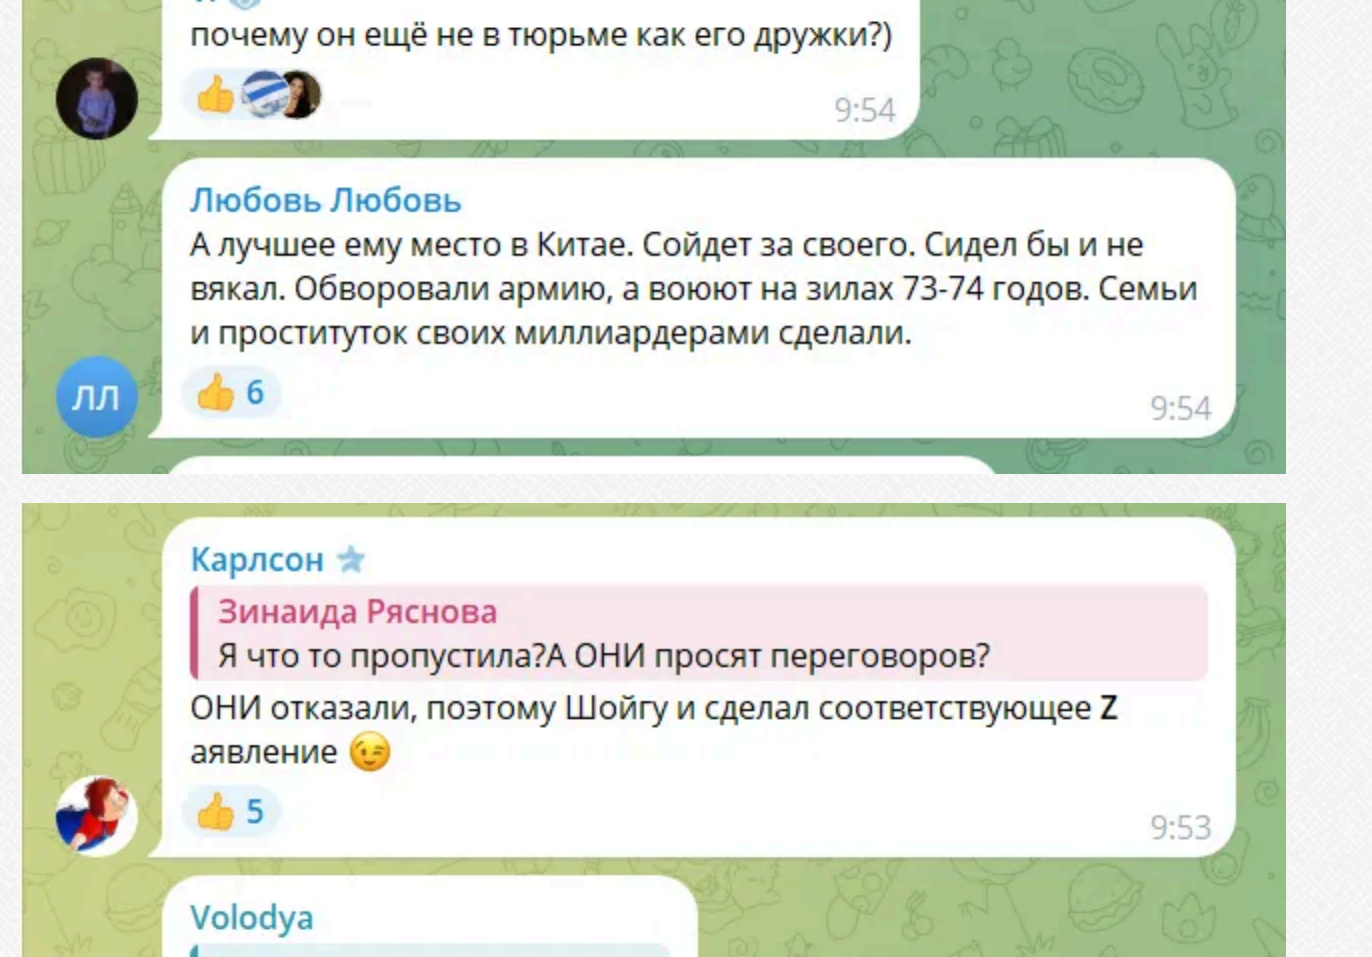 почему он ещё не в тюрьме как его дружки?)
9:54
Любовь Любовь
А лучшее ему место в Китае. Сойдет за своего. Сидел бы и не
вякал. Обворовали армию, а воюют на зилах 73-74 годов. Семьи
и проституток своих миллиардерами сделали.
ЛЛ
👍 6
9:54
Карлсон
Зинаида Ряснова
Я что то пропустила?А ОНИ просят переговоров?
ОНИ отказали, поэтому Шойгу и сделал соответствующее Z
аявление 😉
👍 5
9:53
Volodya